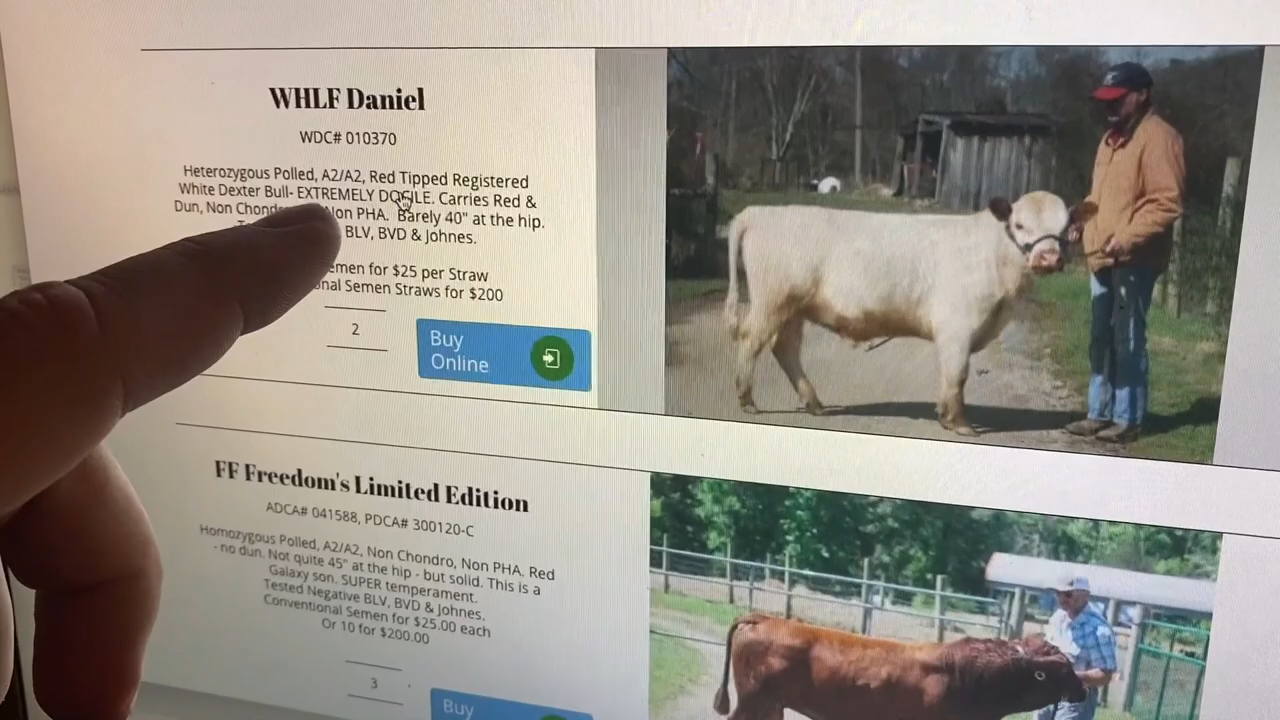 WHLF Daniel
WDC# 010370
Heterozygous Polled, A2/A2, Red Tipped Registered
White Dexter Bull- EXTREMELY DOCILE. Carries Red &
Dun, Non Non PHA. Barely 40" at the hip.
BLV, BVD & Johnes.
for $25 per Straw
Semen Straws for $200
2
Buy
Online
FF Freedom's Limited Edition
ADCA# 041588, PDCA# 300120-C
Homozygous Polled, A2/A2, Non Chondro, Non PHA. Red
- no dun. Not quite 45" at the hip - but solid. This is a
Galaxy son. SUPER temperament.
Tested Negative BLV, BVD & Johnes.
Conventional Semen for $25.00 each
Or 10 for $200.00
3
Buy